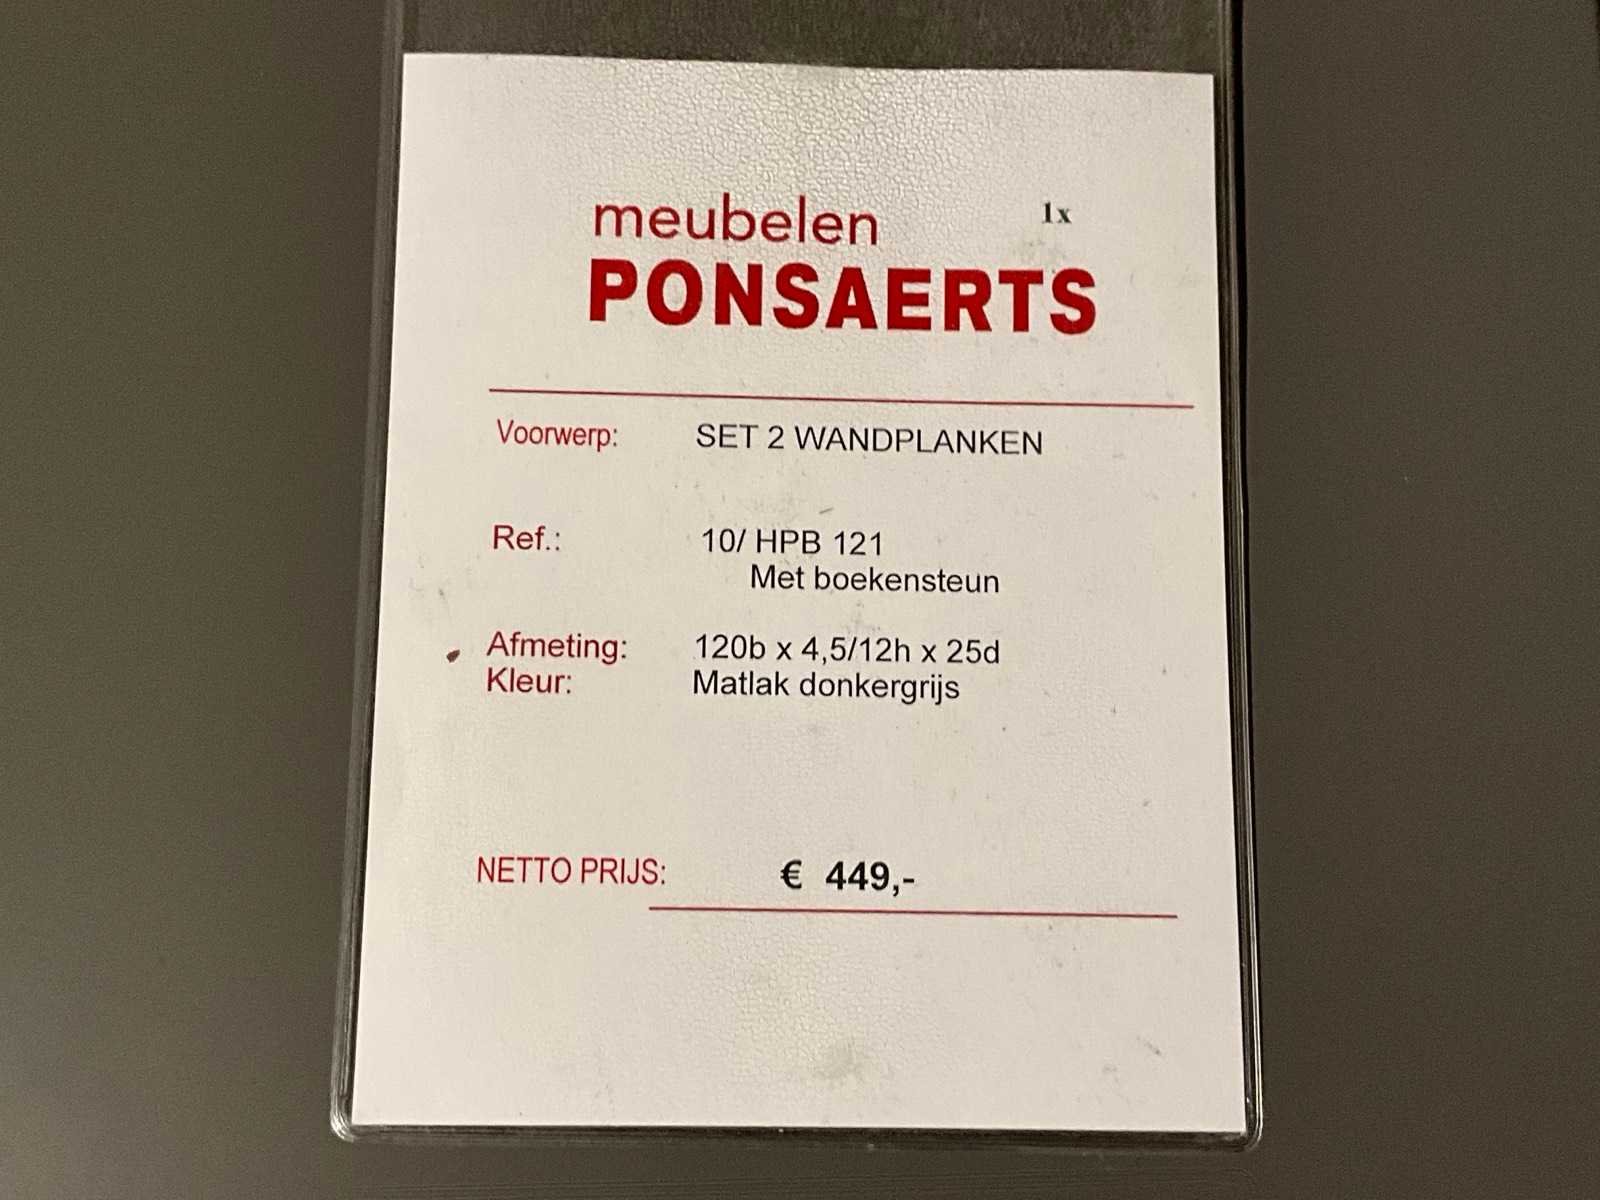 meubelen
1x
PONSAERTS
Voorwerp: SET 2 WANDPLANKEN
Ref.: 10/ HPB 121
Met boekensteun
Afmeting: 120b x 4,5/12h x 25d
Kleur: Matlak donkergrijs
NETTO PRIJS: € 449,-